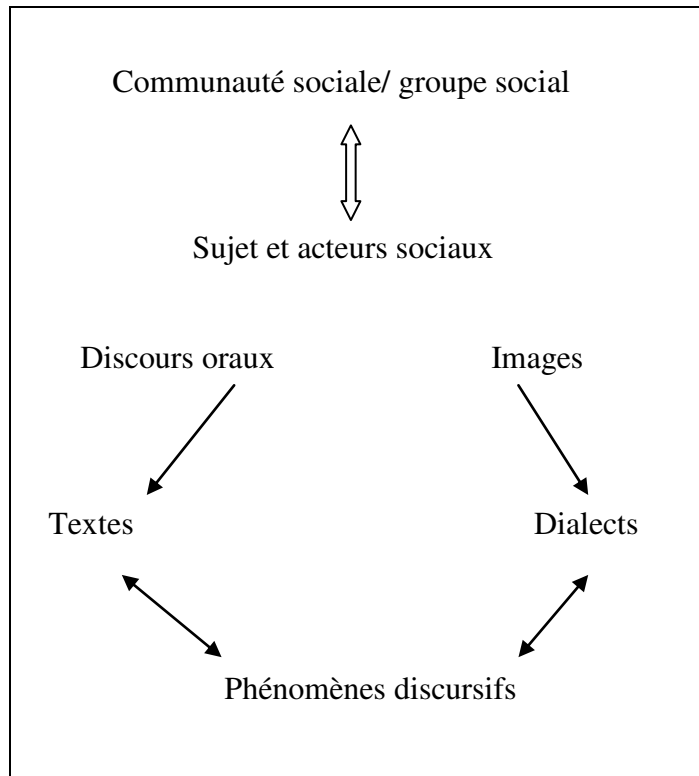 Communauté sociale/ groupe social
Sujet et acteurs sociaux
Discours oraux
Images
Textes
Dialects
Phénomènes discursifs